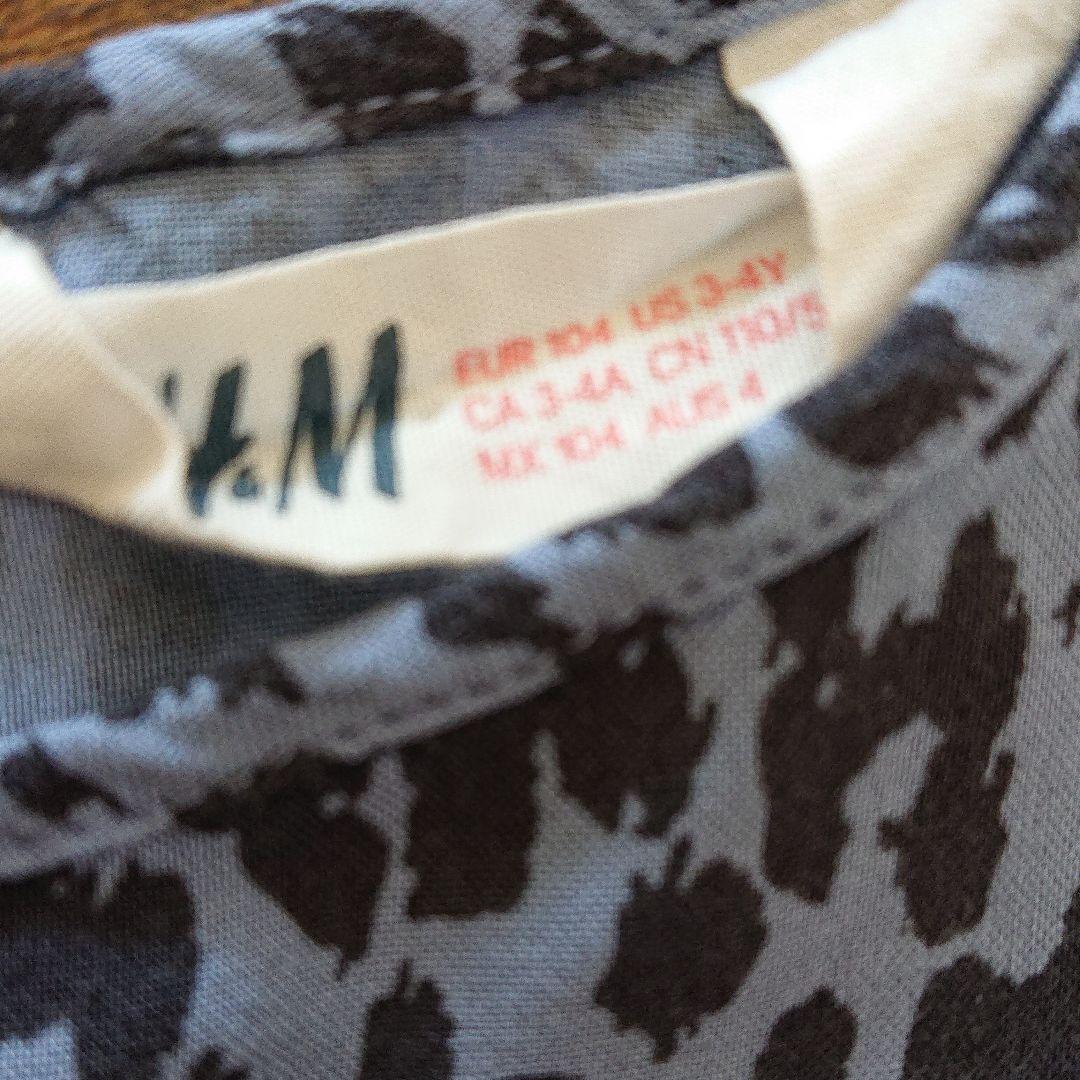 H&M
EUR 104 US 3-4Y
CA 3-4A CN 110/5
MX 104 AUS 4